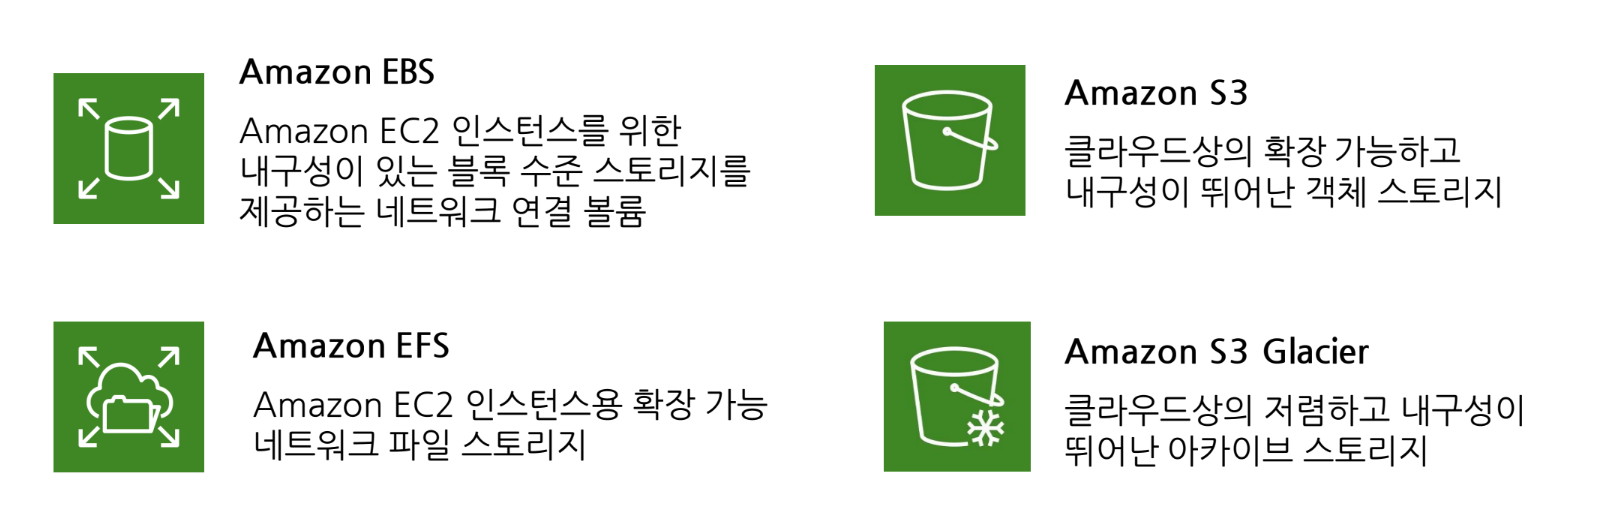 Amazon EBS
Amazon EC2 인스턴스를 위한
내구성이 있는 블록 수준 스토리지를
제공하는 네트워크 연결 볼륨
Amazon S3
클라우드상의 확장 가능하고
내구성이 뛰어난 객체 스토리지
Amazon EFS
Amazon EC2 인스턴스용 확장 가능
네트워크 파일 스토리지
Amazon S3 Glacier
클라우드상의 저렴하고 내구성이
뛰어난 아카이브 스토리지